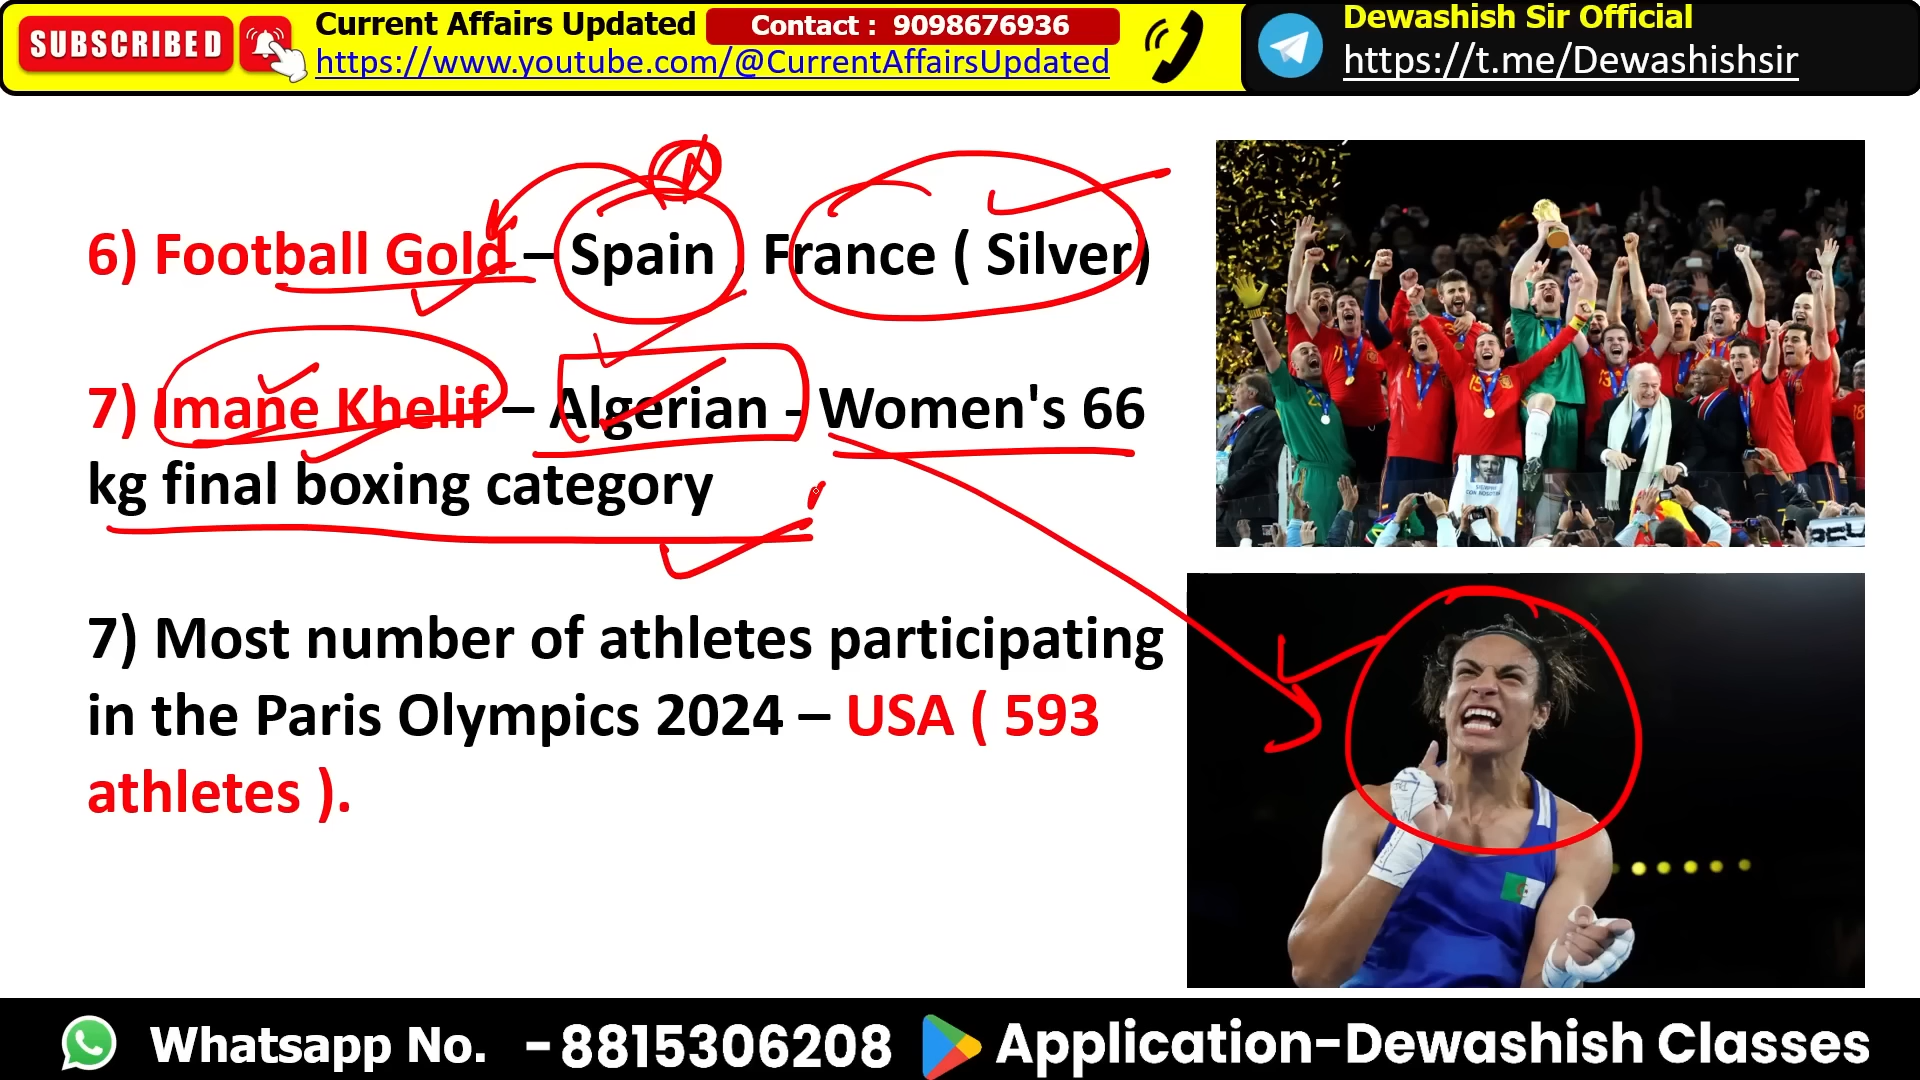 SUBSCRIBED
Current Affairs Updated
Contact : 9098676936
https://www.youtube.com/@CurrentAffairsUpdated
Dewashish Sir Official
https://t.me/Dewashishsir
6) Football Gold – Spain , France ( Silver)
7) Imane Khelif – Algerian - Women's 66
kg final boxing category
7) Most number of athletes participating
in the Paris Olympics 2024 – USA ( 593
athletes ).
Whatsapp No. - 8815306208
Application-Dewashish Classes